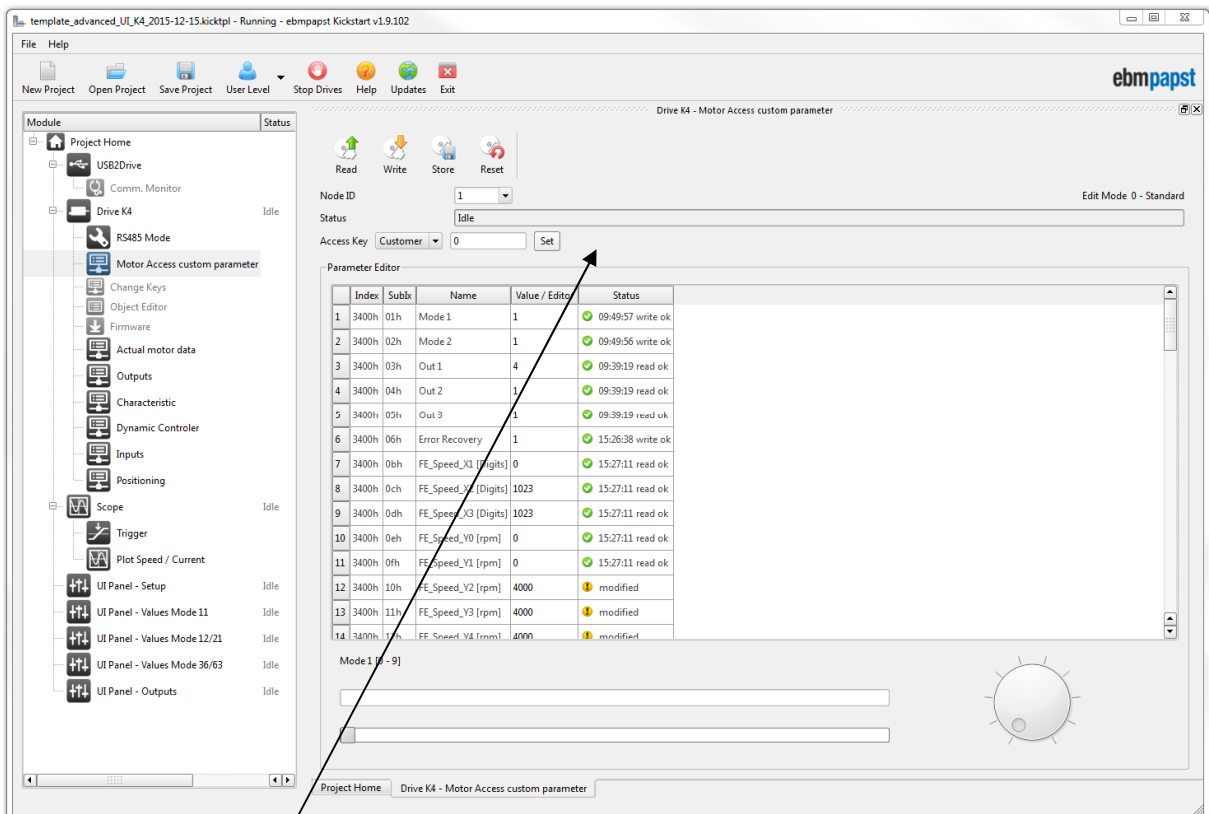 template_advanced_UI_K4_2015-12-15.kicktpl - Running - ebmpapst Kickstart v1.9.102
File Help
New Project Open Project Save Project User Level Stop Drives Help Updates Exit
ebmpapst
Module Status
Project Home
USB2Drive
Comm. Monitor
Drive K4 Idle
RS485 Mode
Motor Access custom parameter
Change Keys
Object Editor
Firmware
Actual motor data
Outputs
Characteristic
Dynamic Controler
Inputs
Positioning
Scope Idle
Trigger
Plot Speed / Current
UI Panel - Setup Idle
UI Panel - Values Mode 11 Idle
UI Panel - Values Mode 12/21 Idle
UI Panel - Values Mode 36/63 Idle
UI Panel - Outputs Idle
Drive K4 - Motor Access custom parameter
Read Write Store Reset
Node ID 1 Edit Mode 0 - Standard
Status Idle
Access Key Customer 0 Set
Parameter Editor
Index SubIx Name Value / Editor Status
1 3400h 01h Mode 1 1 09:49:57 write ok
2 3400h 02h Mode 2 1 09:49:56 write ok
3 3400h 03h Out 1 4 09:39:19 read ok
4 3400h 04h Out 2 1 09:39:19 read ok
5 3400h 05h Out 3 1 09:39:19 read ok
6 3400h 06h Error Recovery 1 15:26:38 write ok
7 3400h 0bh FE_Speed_X1 [Digits] 0 15:27:11 read ok
8 3400h 0ch FE_Speed_X2 [Digits] 1023 15:27:11 read ok
9 3400h 0dh FE_Speed_X3 [Digits] 1023 15:27:11 read ok
10 3400h 0eh FE_Speed_Y0 [rpm] 0 15:27:11 read ok
11 3400h 0fh FE_Speed_Y1 [rpm] 0 15:27:11 read ok
12 3400h 10h FE_Speed_Y2 [rpm] 4000 modified
13 3400h 11h FE_Speed_Y3 [rpm] 4000 modified
14 3400h 12h FE_Speed_Y4 [rpm] 4000 modified
Mode 1 [0 - 9]
Project Home Drive K4 - Motor Access custom parameter